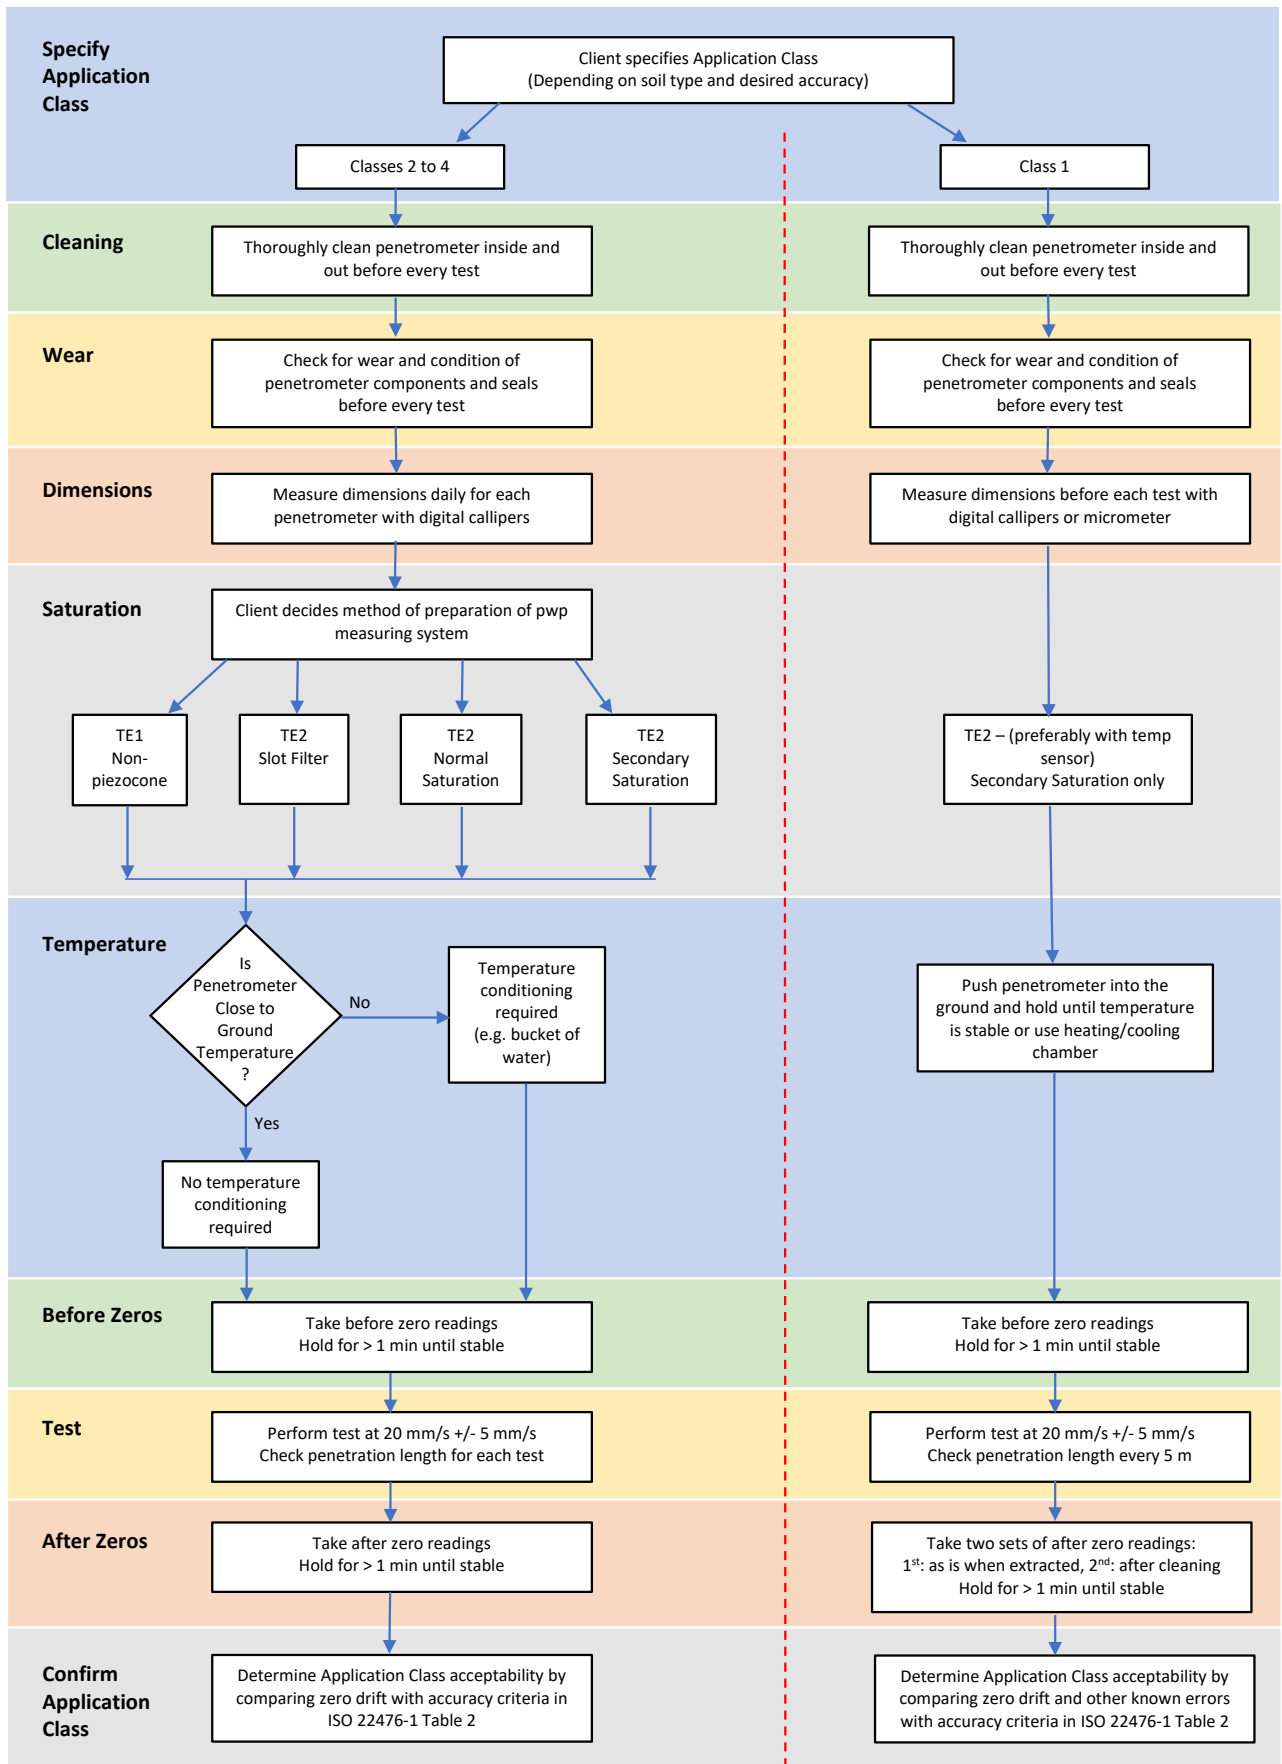 Specify
Application
Class
Client specifies Application Class
(Depending on soil type and desired accuracy)
Classes 2 to 4
Class 1
Cleaning
Thoroughly clean penetrometer inside and
out before every test
Thoroughly clean penetrometer inside and
out before every test
Wear
Check for wear and condition of
penetrometer components and seals
before every test
Check for wear and condition of
penetrometer components and seals
before every test
Dimensions
Measure dimensions daily for each
penetrometer with digital callipers
Measure dimensions before each test with
digital callipers or micrometer
Saturation
Client decides method of preparation of pwp
measuring system
TE1
Non-
piezocone
TE2
Slot Filter
TE2
Normal
Saturation
TE2
Secondary
Saturation
TE2 – (preferably with temp
sensor)
Secondary Saturation only
Temperature
Is
Penetrometer
Close to
Ground
Temperature
?
No
Temperature
conditioning
required
(e.g. bucket of
water)
Yes
No temperature
conditioning
required
Push penetrometer into the
ground and hold until temperature
is stable or use heating/cooling
chamber
Before Zeros
Take before zero readings
Hold for > 1 min until stable
Take before zero readings
Hold for > 1 min until stable
Test
Perform test at 20 mm/s +/- 5 mm/s
Check penetration length for each test
Perform test at 20 mm/s +/- 5 mm/s
Check penetration length every 5 m
After Zeros
Take after zero readings
Hold for > 1 min until stable
Take two sets of after zero readings:
1st: as is when extracted, 2nd: after cleaning
Hold for > 1 min until stable
Confirm
Application
Class
Determine Application Class acceptability by
comparing zero drift with accuracy criteria in
ISO 22476-1 Table 2
Determine Application Class acceptability by
comparing zero drift and other known errors
with accuracy criteria in ISO 22476-1 Table 2